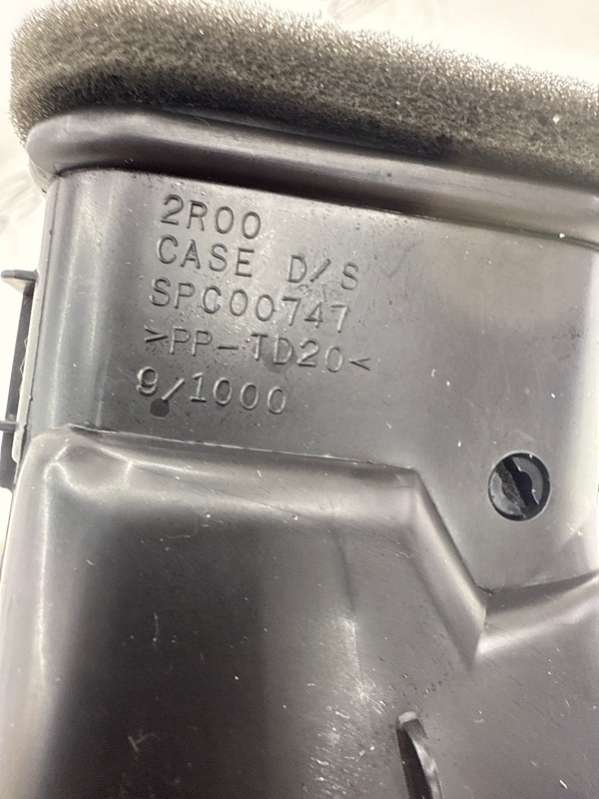 2R00
CASE D/S
SPC00747
>PP-TD20<
9/1000